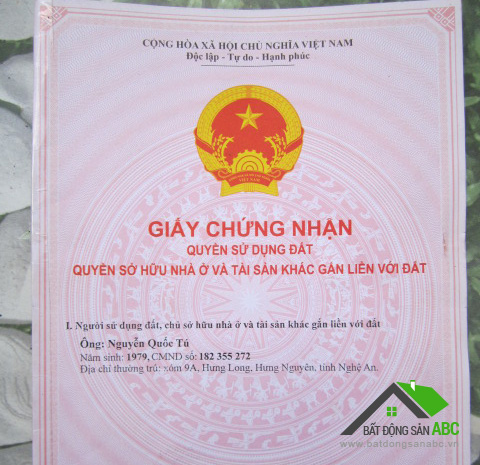 CỘNG HÒA XÃ HỘI CHỦ NGHĨA VIỆT NAM
Độc lập - Tự do - Hạnh phúc
VIỆT NAM
GIẤY CHỨNG NHẬN
QUYỀN SỬ DỤNG ĐẤT
QUYỀN SỞ HỮU NHÀ Ở VÀ TÀI SẢN KHÁC GẮN LIỀN VỚI ĐẤT
I. Người sử dụng đất, chủ sở hữu nhà ở và tài sản khác gắn liền với đất
Ông: Nguyễn Quốc Tú
Năm sinh: 1979, CMND số: 182 355 272
Địa chỉ thường trú: xóm 9A, Hưng Long, Hưng Nguyên, tỉnh Nghệ An.
BẤT ĐỘNG SẢN ABC
www.batdongsanabc.vn